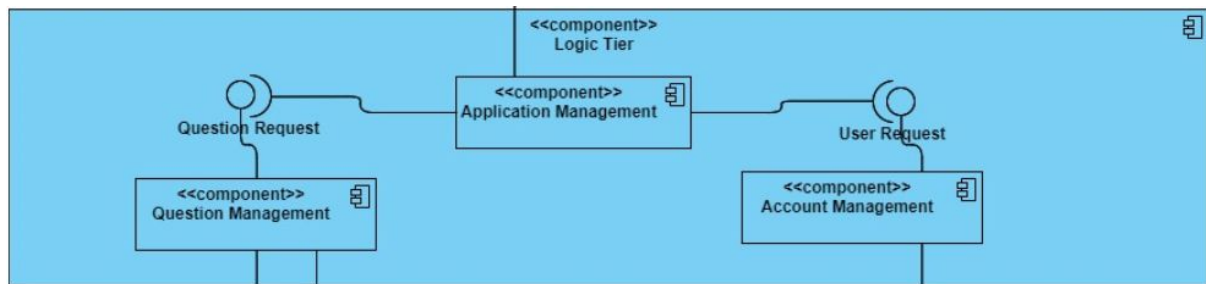 <<component>>
Logic Tier
<<component>>
Application Management
Question Request
User Request
<<component>>
Question Management
<<component>>
Account Management